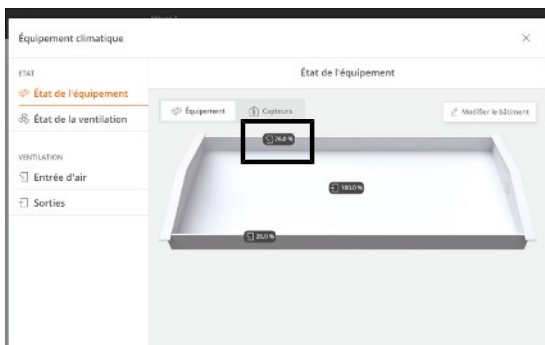 Équipement climatique
ETAT
État de l'équipement
État de la ventilation
VENTILATION
Entrée d'air
Sorties
État de l'équipement
Équipement
Capteurs
Modifier le bâtiment
26,0 %
100,0 %